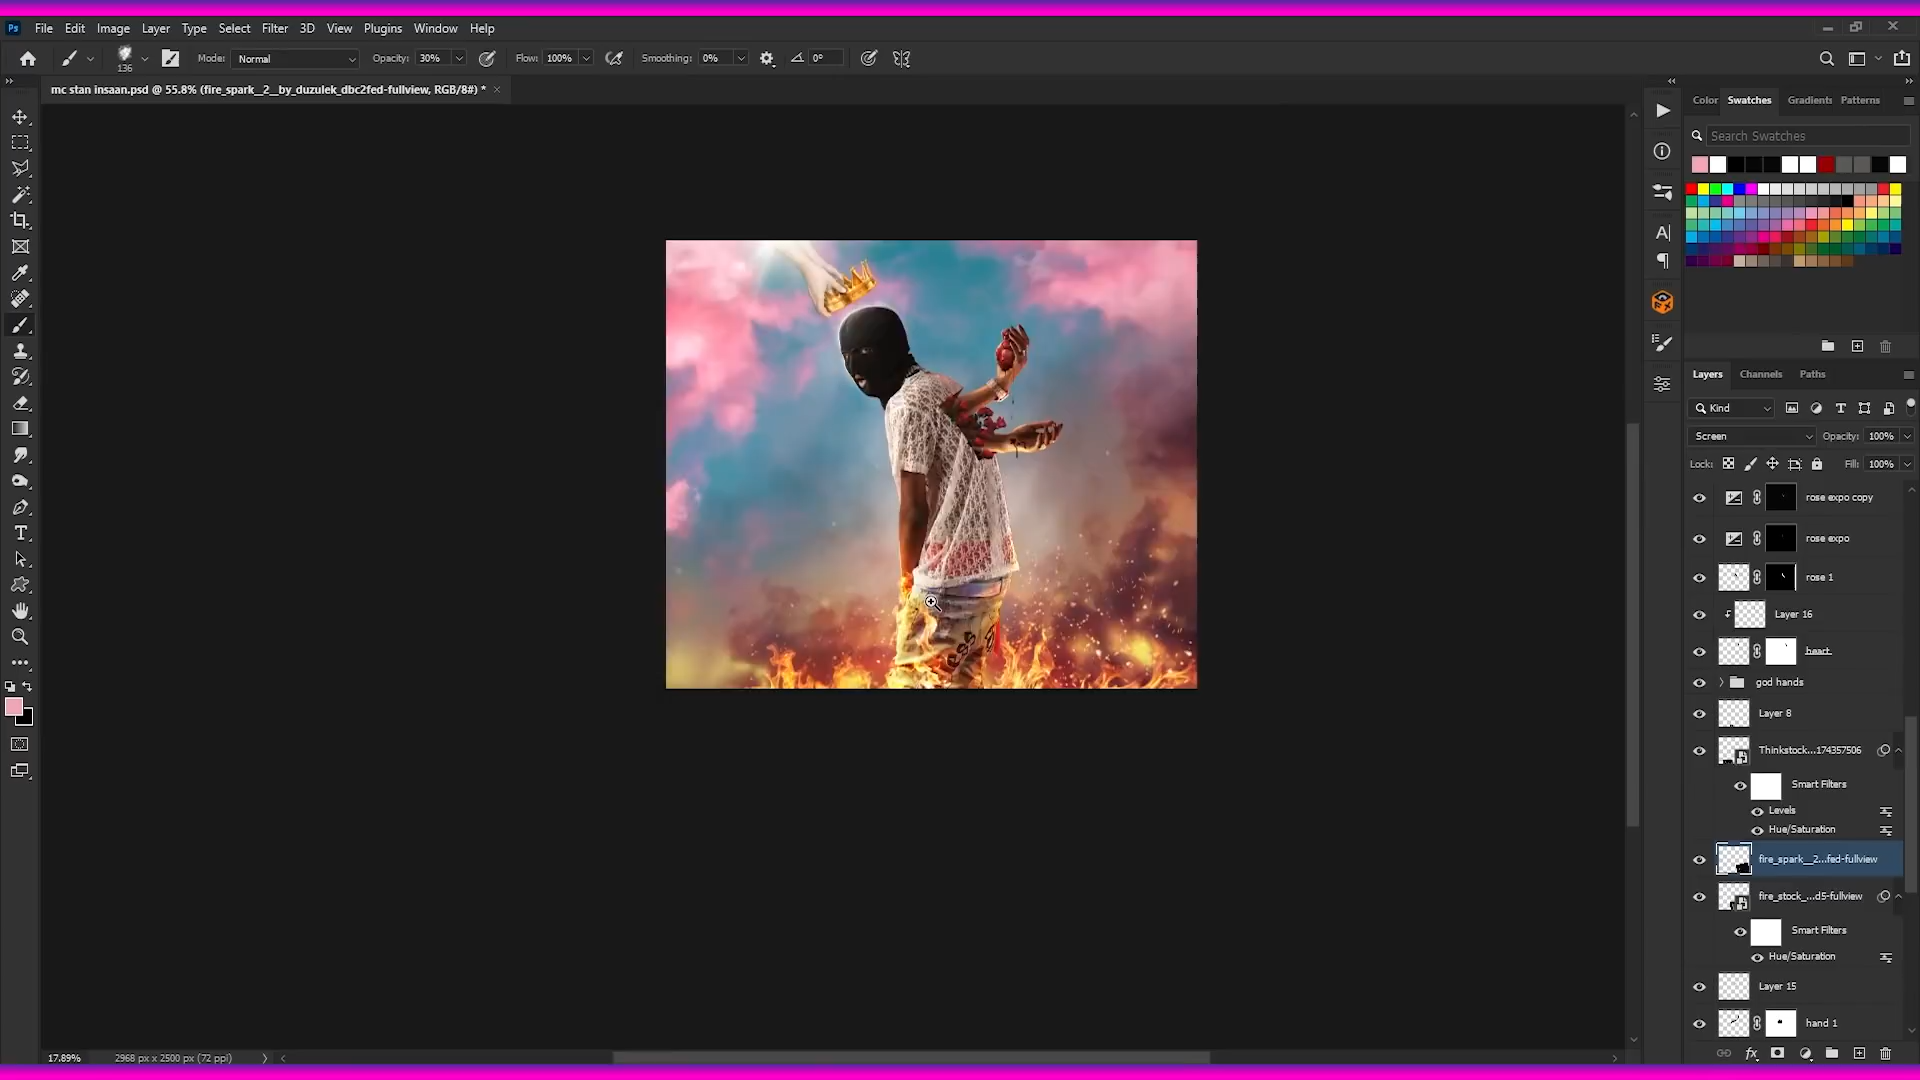 Ps File Edit Image Layer Type Select Filter 3D View Plugins Window Help
136 Mode: Normal Opacity: 30% Flow: 100% Smoothing: 0% 0°
mc stan insaan.psd @ 55.8% (fire_spark__2__by_duzulek_dbc2fed-fullview, RGB/8#) *
Color Swatches Gradients Patterns
Search Swatches
Layers Channels Paths
Kind
Screen Opacity: 100%
Lock: Fill: 100%
rose expo copy
rose expo
rose 1
Layer 16
heart
god hands
Layer 8
Thinkstock...174357506
Smart Filters
Levels
Hue/Saturation
fire_spark__2...fed-fullview
fire_stock_...d5-fullview
Smart Filters
Hue/Saturation
Layer 15
hand 1
17.89% 2968 px x 2500 px (72 ppi)